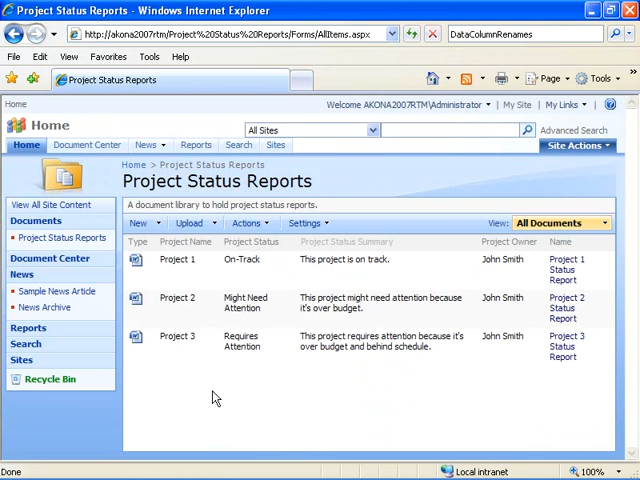 Project Status Reports - Windows Internet Explorer
http://akona2007rtm/Project%20Status%20Reports/Forms/AllItems.aspx
DataColumnRenames
File Edit View Favorites Tools Help
Project Status Reports
Page Tools
Home
Welcome AKONA2007RTM\Administrator My Site My Links
Home
All Sites
Advanced Search
Home Document Center News Reports Search Sites
Site Actions
Home > Project Status Reports
Project Status Reports
View All Site Content
Documents
Project Status Reports
Document Center
News
Sample News Article
News Archive
Reports
Search
Sites
Recycle Bin
A document library to hold project status reports.
New Upload Actions Settings
View: All Documents
Type Project Name Project Status Project Status Summary Project Owner Name
Project 1 On-Track This project is on track. John Smith Project 1
Status
Report
Project 2 Might Need This project might need attention because John Smith Project 2
Attention it's over budget. Status
Report
Project 3 Requires This project requires attention because it's John Smith Project 3
Attention over budget and behind schedule. Status
Report
Done
Local intranet
100%